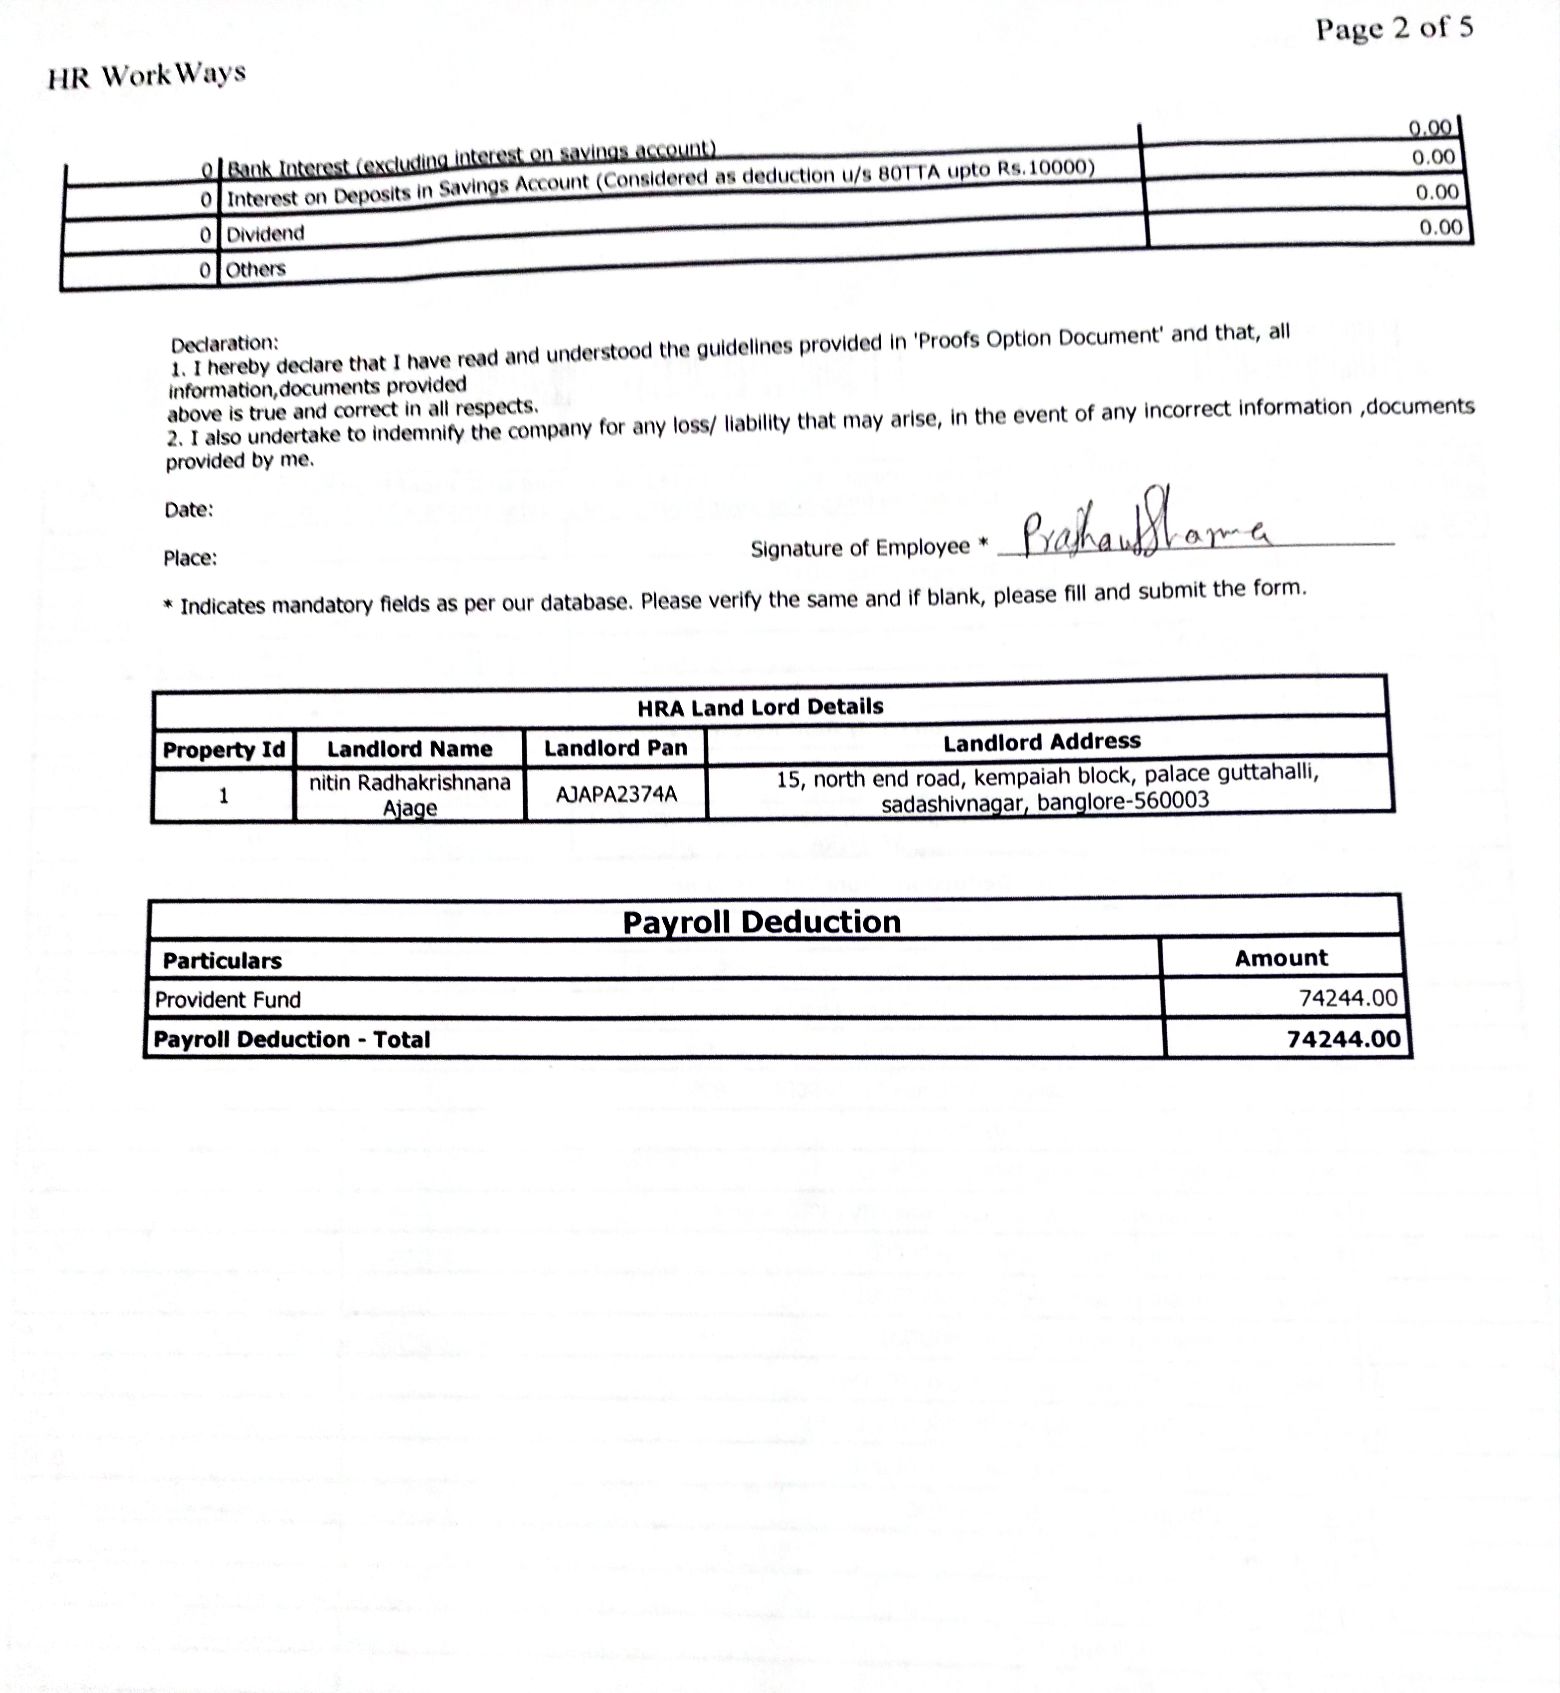 Page 2 of 5
HR WorkWays
0 Bank Interest (excluding interest on savings account) 0.00
0 Interest on Deposits in Savings Account (Considered as deduction u/s 80TTA upto Rs.10000) 0.00
0 Dividend 0.00
0 Others 0.00
Declaration:
1. I hereby declare that I have read and understood the guidelines provided in 'Proofs Option Document' and that, all
information,documents provided
above is true and correct in all respects.
2. I also undertake to indemnify the company for any loss/ liability that may arise, in the event of any incorrect information ,documents
provided by me.
Date:
Place:
Signature of Employee *
* Indicates mandatory fields as per our database. Please verify the same and if blank, please fill and submit the form.
HRA Land Lord Details
Property Id Landlord Name Landlord Pan Landlord Address
1 nitin Radhakrishnana Ajage AJAPA2374A 15, north end road, kempaiah block, palace guttahalli,
sadashivnagar, banglore-560003
Payroll Deduction
Particulars Amount
Provident Fund 74244.00
Payroll Deduction - Total 74244.00